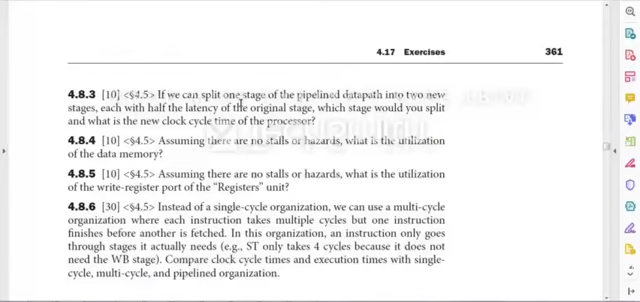 4.17 Exercises 361
4.8.3 [10] <§4.5> If we can split one stage of the pipelined datapath into two new
stages, each with half the latency of the original stage, which stage would you split
and what is the new clock cycle time of the processor?
4.8.4 [10] <§4.5> Assuming there are no stalls or hazards, what is the utilization
of the data memory?
4.8.5 [10] <§4.5> Assuming there are no stalls or hazards, what is the utilization
of the write-register port of the “Registers” unit?
4.8.6 [30] <§4.5> Instead of a single-cycle organization, we can use a multi-cycle
organization where each instruction takes multiple cycles but one instruction
finishes before another is fetched. In this organization, an instruction only goes
through stages it actually needs (e.g., ST only takes 4 cycles because it does not
need the WB stage). Compare clock cycle times and execution times with single-
cycle, multi-cycle, and pipelined organization.